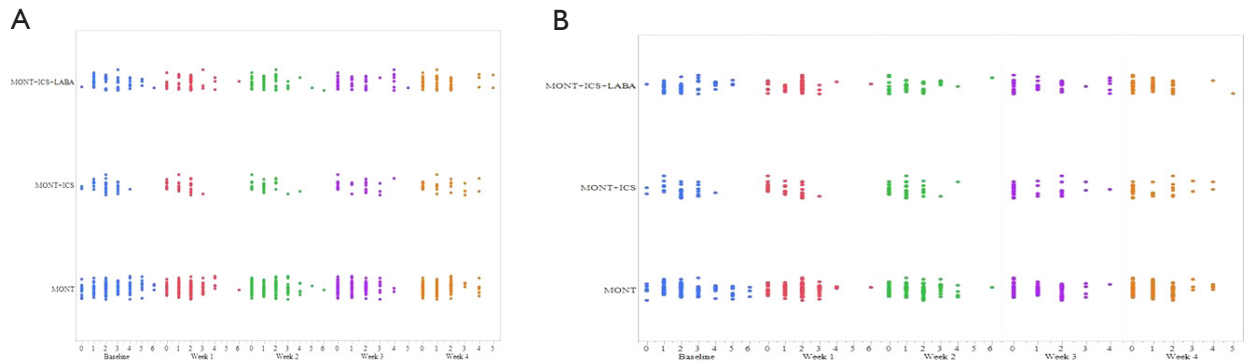 A
MONT+ICS+LABA
MONT+ICS
MONT
0 1 2 3 4 5 6 0 1 2 3 4 5 6 0 1 2 3 4 5 6 0 1 2 3 4 5 0 1 2 3 4 5
Baseline Week 1 Week 2 Week 3 Week 4
B
MONT+ICS+LABA
MONT+ICS
MONT
0 1 2 3 4 5 6 0 1 2 3 4 5 6 0 1 2 3 4 5 6 0 1 2 3 4 0 1 2 3 4 5
Baseline Week 1 Week 2 Week 3 Week 4